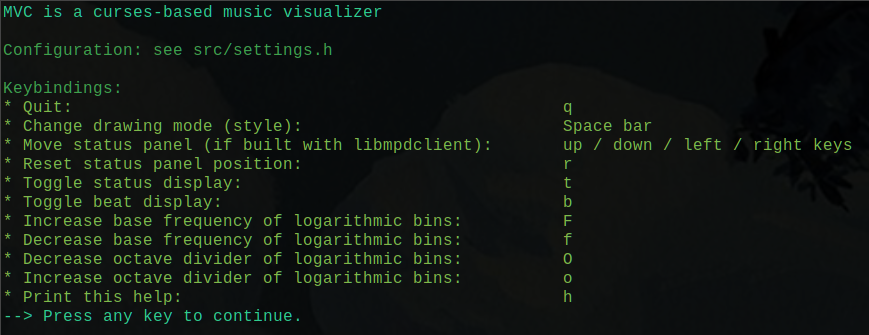 MVC is a curses-based music visualizer
Configuration: see src/settings.h
Keybindings:
* Quit: q
* Change drawing mode (style): Space bar
* Move status panel (if built with libmpdclient): up / down / left / right keys
* Reset status panel position: r
* Toggle status display: t
* Toggle beat display: b
* Increase base frequency of logarithmic bins: F
* Decrease base frequency of logarithmic bins: f
* Decrease octave divider of logarithmic bins: O
* Increase octave divider of logarithmic bins: o
* Print this help: h
--> Press any key to continue.